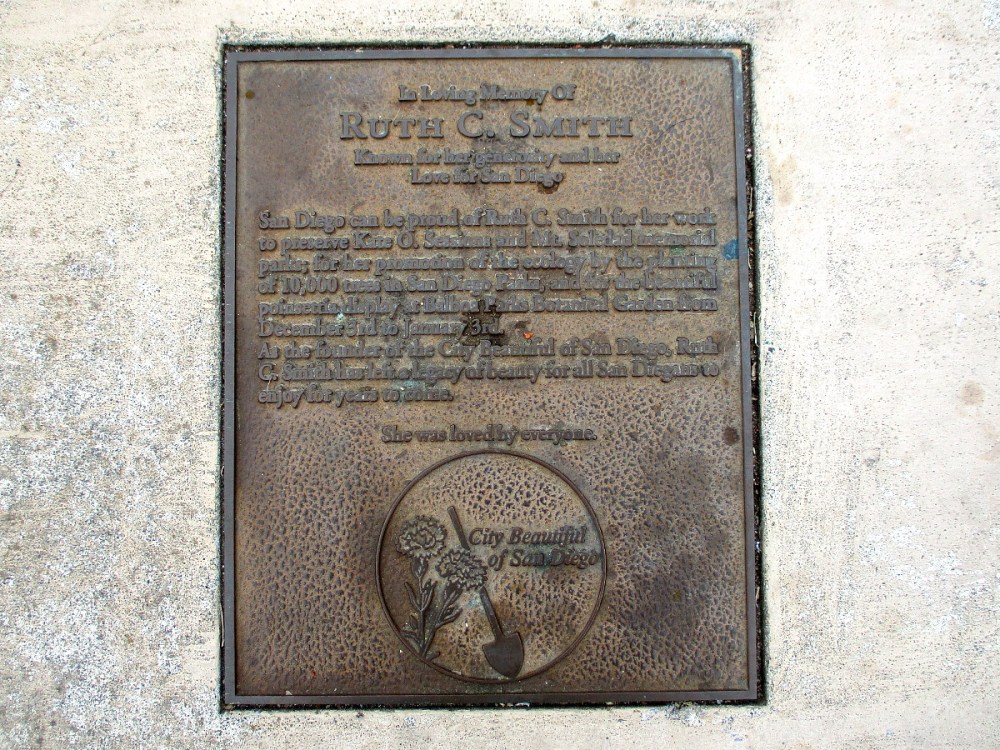 In Loving Memory Of
RUTH C. SMITH
Known for her generosity and her
Love for San Diego
San Diego can be proud of Ruth C. Smith for her work
to preserve Kate O. Sessions and Mt. Soledad memorial
parks; for her promotion of the ecology by the planting
of 10,000 trees in San Diego Parks; and for the beautiful
poinsettia display at Balboa Parks Botanical Garden from
December 3rd to January 3rd.
As the founder of the City Beautiful of San Diego, Ruth
C. Smith has left a legacy of beauty for all San Diegans to
enjoy for years to come.
She was loved by everyone.
City Beautiful
of San Diego